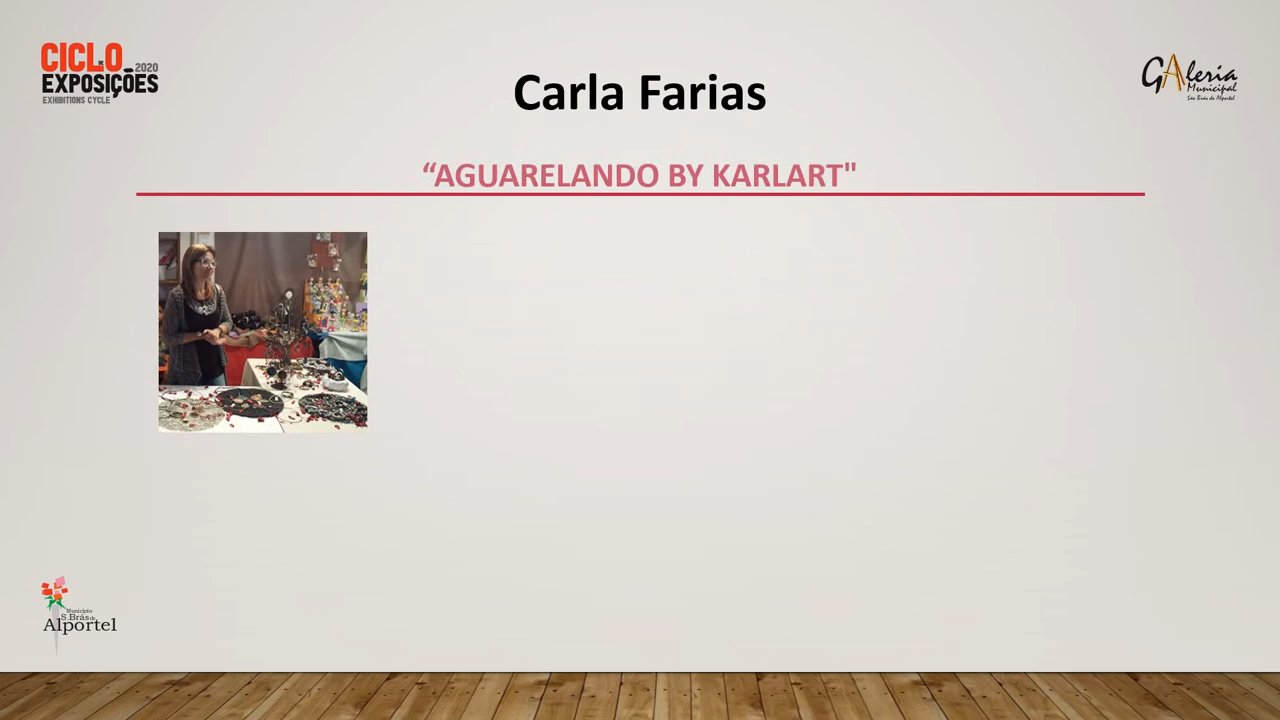 CICLO
DE
2020
EXPOSIÇÕES
EXHIBITIONS CYCLE
GAleria
Municipal
São Brás de Alportel
Carla Farias
“AGUARELANDO BY KARLART"
Município
S.Brás de
Alportel